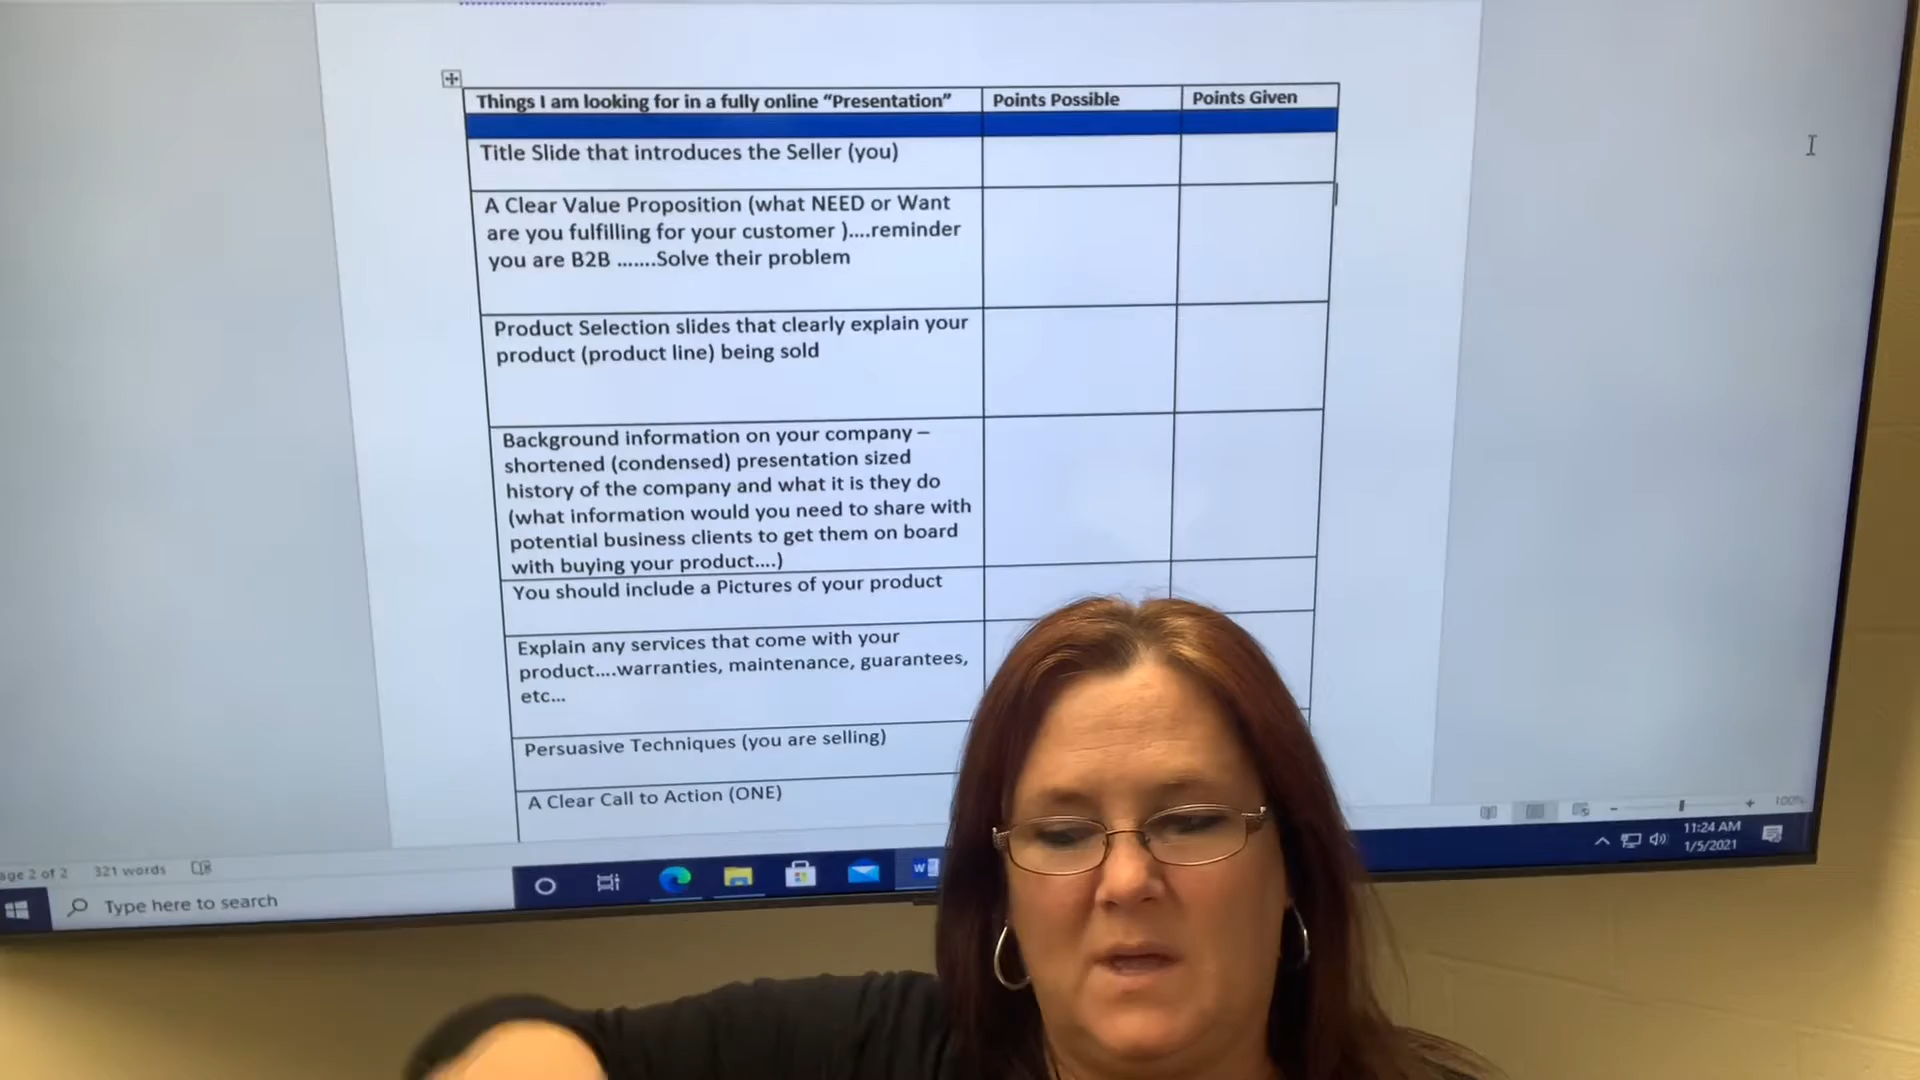 Things I am looking for in a fully online “Presentation” Points Possible Points Given
Title Slide that introduces the Seller (you)
A Clear Value Proposition (what NEED or Want
are you fulfilling for your customer )....reminder
you are B2B .......Solve their problem
Product Selection slides that clearly explain your
product (product line) being sold
Background information on your company –
shortened (condensed) presentation sized
history of the company and what it is they do
(what information would you need to share with
potential business clients to get them on board
with buying your product....)
You should include a Pictures of your product
Explain any services that come with your
product....warranties, maintenance, guarantees,
etc...
Persuasive Techniques (you are selling)
A Clear Call to Action (ONE)
100%
age 2 of 2 321 words
Type here to search
11:24 AM
1/5/2021